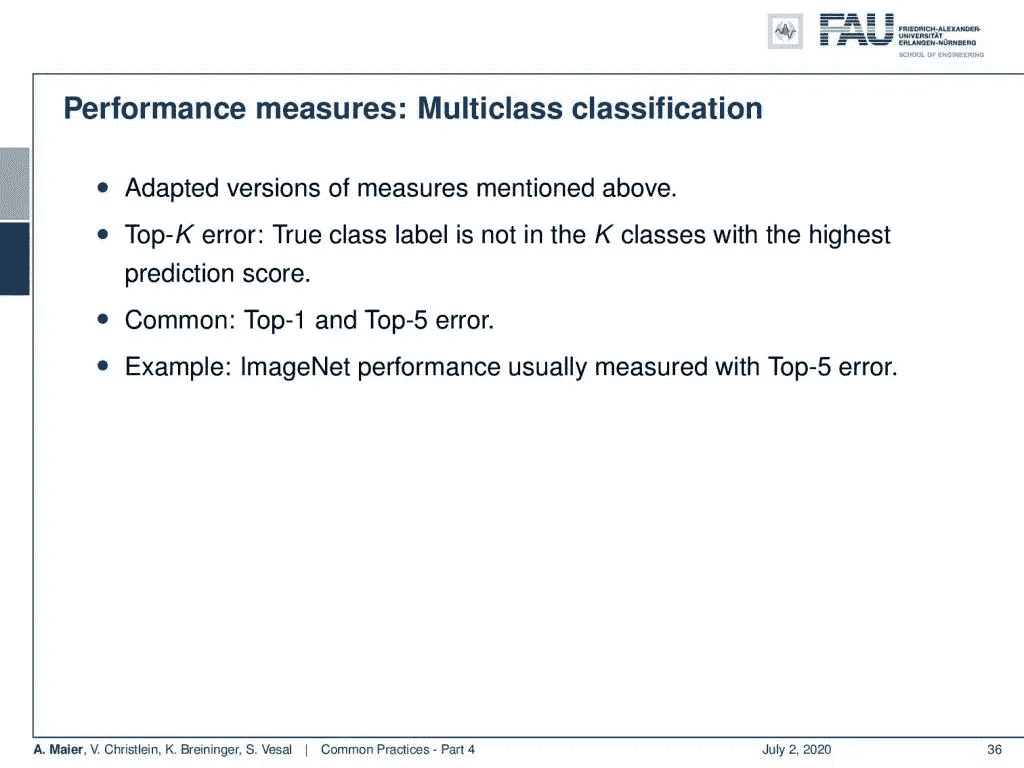 FAU
FRIEDRICH-ALEXANDER-
UNIVERSITÄT
ERLANGEN-NÜRNBERG
SCHOOL OF ENGINEERING
Performance measures: Multiclass classification
• Adapted versions of measures mentioned above.
• Top-K error: True class label is not in the K classes with the highest
prediction score.
• Common: Top-1 and Top-5 error.
• Example: ImageNet performance usually measured with Top-5 error.
A. Maier, V. Christlein, K. Breininger, S. Vesal | Common Practices - Part 4 July 2, 2020 36